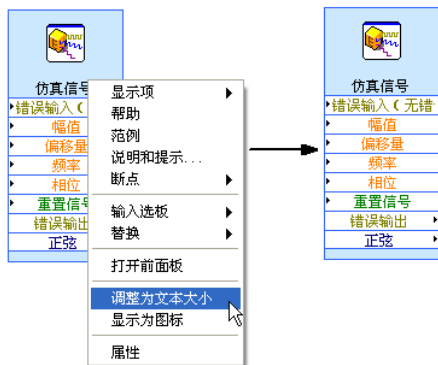 仿真信号
错误输入（
幅值
偏移量
频率
相位
重置信号
错误输出
正弦
显示项
帮助
范例
说明和提示...
断点
输入选板
替换
打开前面板
调整为文本大小
显示为图标
属性
仿真信号
错误输入（无错
幅值
偏移量
频率
相位
重置信号
错误输出
正弦